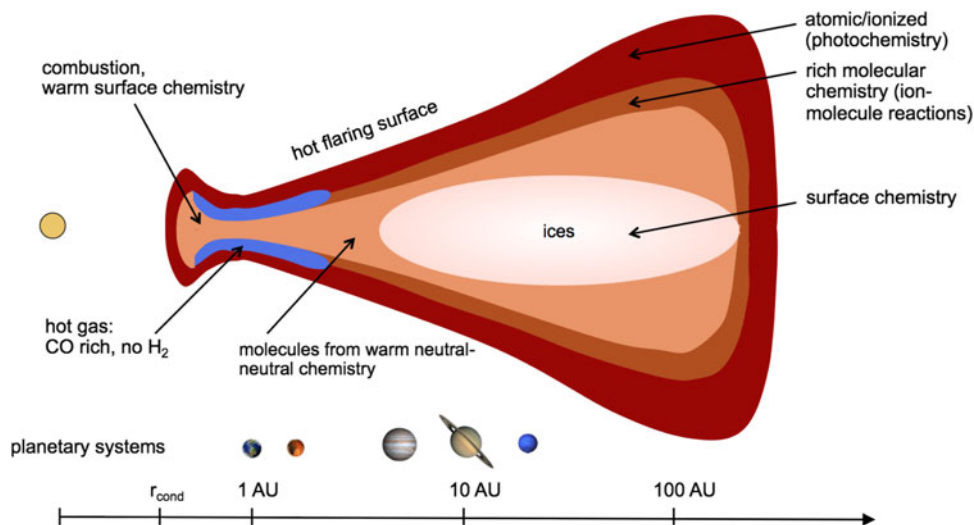 atomic/ionized
(photochemistry)
combustion,
warm surface chemistry
rich molecular
chemistry (ion-
molecule reactions)
hot flaring surface
surface chemistry
ices
hot gas:
CO rich, no H₂
molecules from warm neutral-
neutral chemistry
planetary systems
r_cond 1 AU 10 AU 100 AU